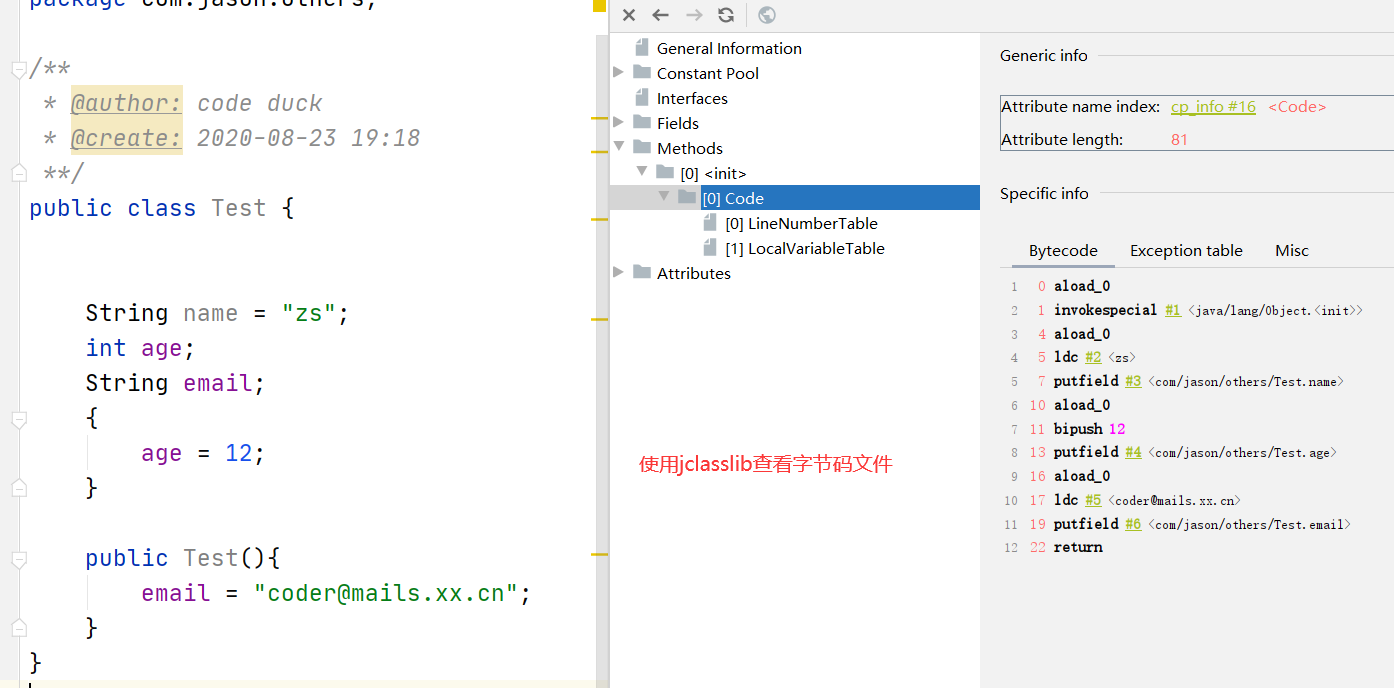 package com.jason.others;
/**
* @author: code duck
* @create: 2020-08-23 19:18
**/
public class Test {
String name = "zs";
int age;
String email;
{
age = 12;
}
public Test(){
email = "coder@mails.xx.cn";
}
}
General Information
Constant Pool
Interfaces
Fields
Methods
[0] <init>
[0] Code
[0] LineNumberTable
[1] LocalVariableTable
Attributes
使用jclasslib查看字节码文件
Generic info
Attribute name index: cp_info #16 <Code>
Attribute length: 81
Specific info
Bytecode Exception table Misc
1 0 aload_0
2 1 invokespecial #1 <java/lang/Object.<init>>
3 4 aload_0
4 5 ldc #2 <zs>
5 7 putfield #3 <com/jason/others/Test.name>
6 10 aload_0
7 11 bipush 12
8 13 putfield #4 <com/jason/others/Test.age>
9 16 aload_0
10 17 ldc #5 <coder@mails.xx.cn>
11 19 putfield #6 <com/jason/others/Test.email>
12 22 return